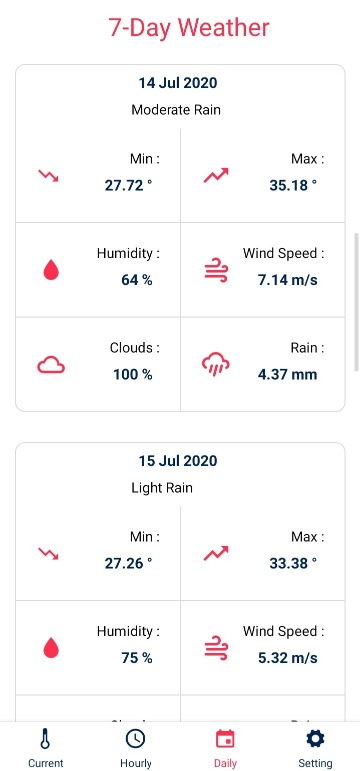 7-Day Weather
14 Jul 2020
Moderate Rain
Min :
27.72 °
Max :
35.18 °
Humidity :
64 %
Wind Speed :
7.14 m/s
Clouds :
100 %
Rain :
4.37 mm
15 Jul 2020
Light Rain
Min :
27.26 °
Max :
33.38 °
Humidity :
75 %
Wind Speed :
5.32 m/s
Current
Hourly
Daily
Setting